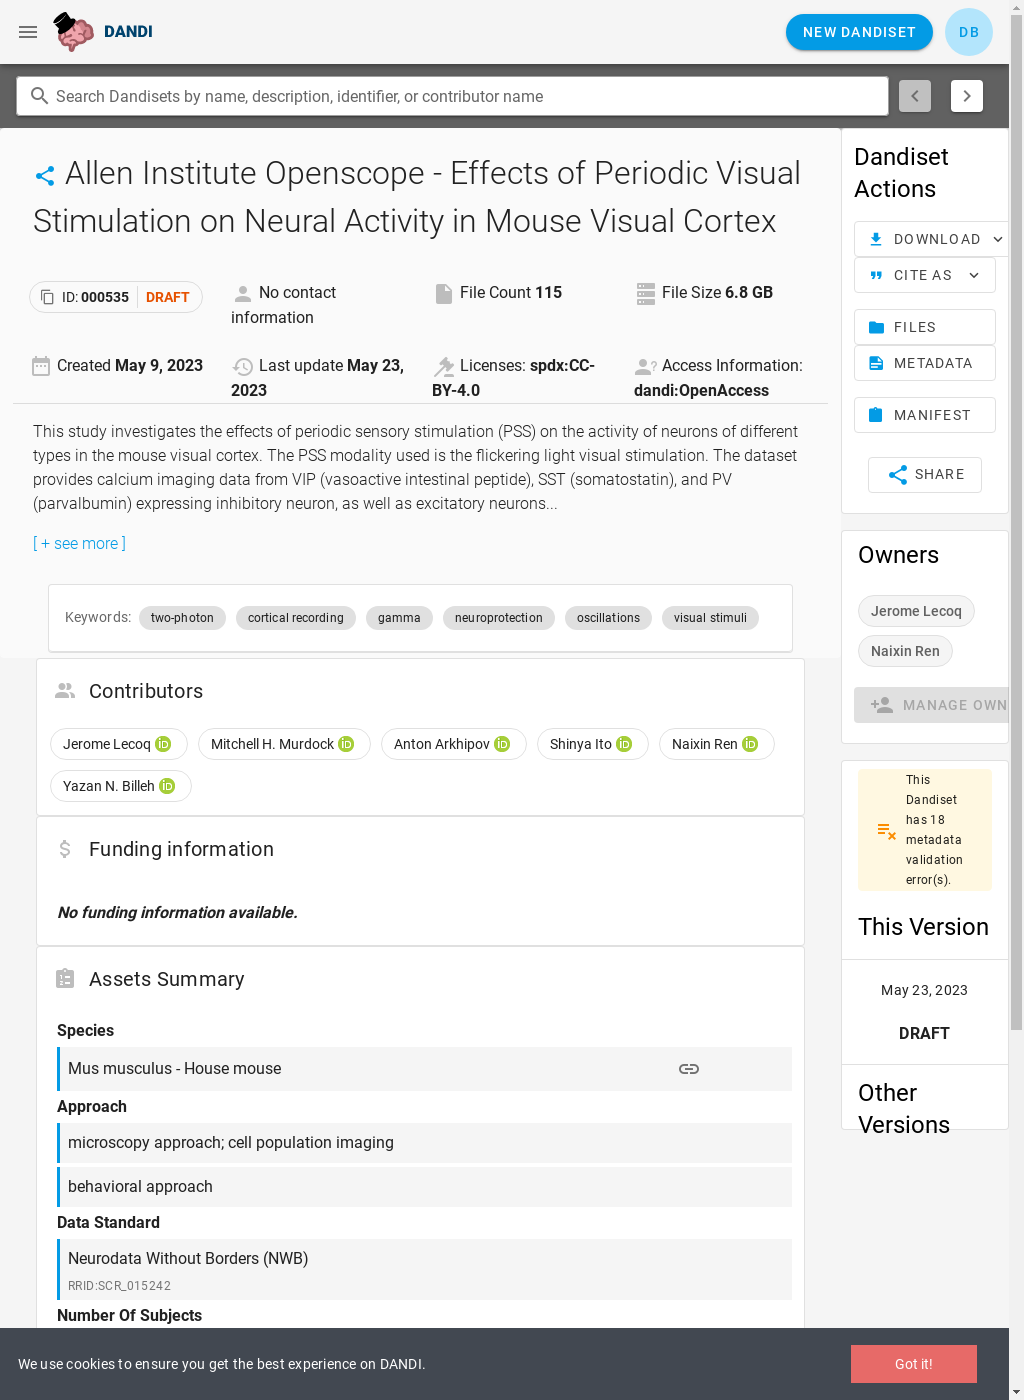 DANDI
NEW DANDISET
DB
Search Dandisets by name, description, identifier, or contributor name
Allen Institute Openscope - Effects of Periodic Visual
Stimulation on Neural Activity in Mouse Visual Cortex
ID: 000535 DRAFT
No contact
information
File Count 115
File Size 6.8 GB
Created May 9, 2023
Last update May 23,
2023
Licenses: spdx:CC-
BY-4.0
Access Information:
dandi:OpenAccess
This study investigates the effects of periodic sensory stimulation (PSS) on the activity of neurons of different
types in the mouse visual cortex. The PSS modality used is the flickering light visual stimulation. The dataset
provides calcium imaging data from VIP (vasoactive intestinal peptide), SST (somatostatin), and PV
(parvalbumin) expressing inhibitory neuron, as well as excitatory neurons...
[ + see more ]
Keywords: two-photon cortical recording gamma neuroprotection oscillations visual stimuli
Contributors
Jerome Lecoq iD Mitchell H. Murdock iD Anton Arkhipov iD Shinya Ito iD Naixin Ren iD
Yazan N. Billeh iD
Funding information
No funding information available.
Assets Summary
Species
Mus musculus - House mouse
Approach
microscopy approach; cell population imaging
behavioral approach
Data Standard
Neurodata Without Borders (NWB)
RRID:SCR_015242
Number Of Subjects
Dandiset
Actions
DOWNLOAD
CITE AS
FILES
METADATA
MANIFEST
SHARE
Owners
Jerome Lecoq
Naixin Ren
MANAGE OWN
This
Dandiset
has 18
metadata
validation
error(s).
This Version
May 23, 2023
DRAFT
Other
Versions
We use cookies to ensure you get the best experience on DANDI.
Got it!